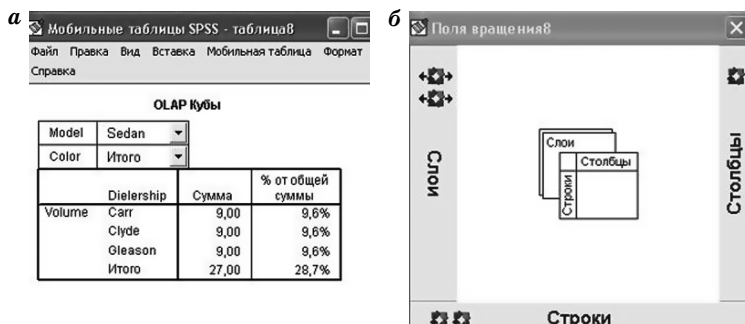 а
Мобильные таблицы SPSS - таблица8
Файл Правка Вид Вставка Мобильная таблица Формат
Справка
OLAP Кубы
Model Sedan
Color Итого
Dielership Сумма % от общей суммы
Volume Carr 9,00 9,6%
Clyde 9,00 9,6%
Gleason 9,00 9,6%
Итого 27,00 28,7%
б
Поля вращения8
Слои
Слои
Столбцы
Строки
Столбцы
Строки